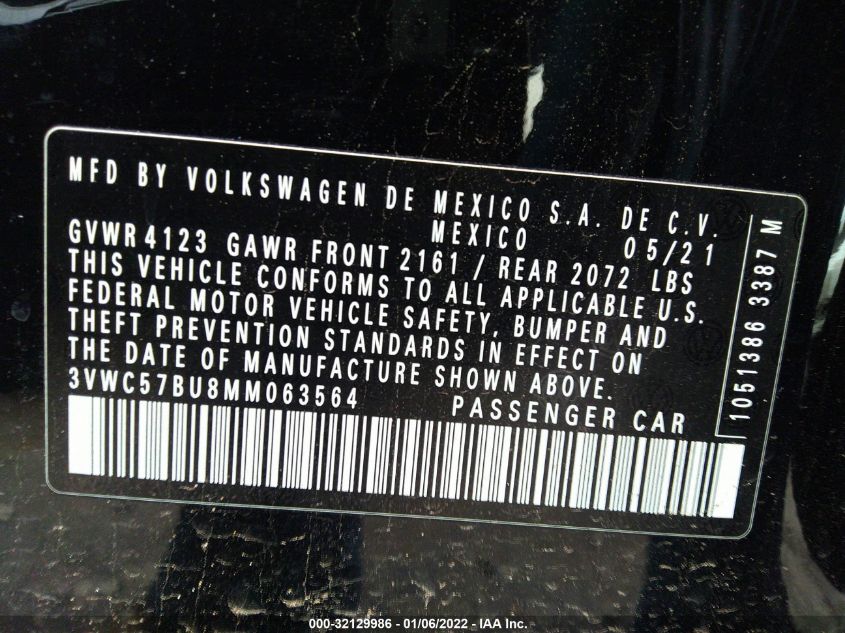 MFD BY VOLKSWAGEN DE MEXICO S.A. DE C.V.
MEXICO 05/21
GVWR 4123 GAWR FRONT 2161 / REAR 2072 LBS
THIS VEHICLE CONFORMS TO ALL APPLICABLE U.S.
FEDERAL MOTOR VEHICLE SAFETY, BUMPER AND
THEFT PREVENTION STANDARDS IN EFFECT ON
THE DATE OF MANUFACTURE SHOWN ABOVE.
3VWC57BU8MM063564 PASSENGER CAR
1051386 3387 M
000-32129986 - 01/06/2022 - IAA Inc.